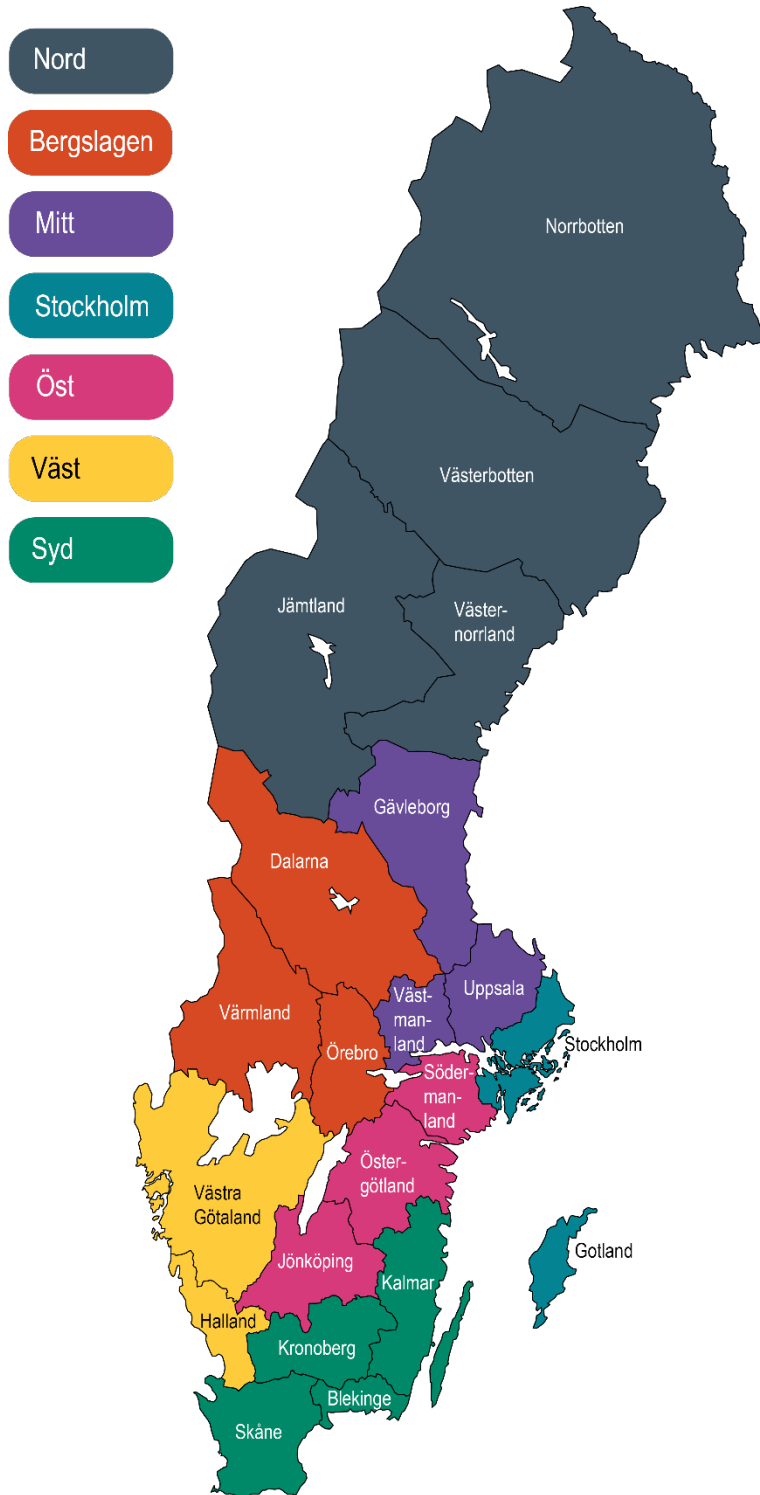 Nord
Bergslagen
Mitt
Stockholm
Öst
Väst
Syd
Norrbotten
Västerbotten
Jämtland
Väster-
norrland
Gävleborg
Dalarna
Värmland
Örebro
Väst-
man-
land
Uppsala
Stockholm
Söder-
man-
land
Öster-
götland
Västra
Götaland
Jönköping
Gotland
Kalmar
Halland
Kronoberg
Blekinge
Skåne